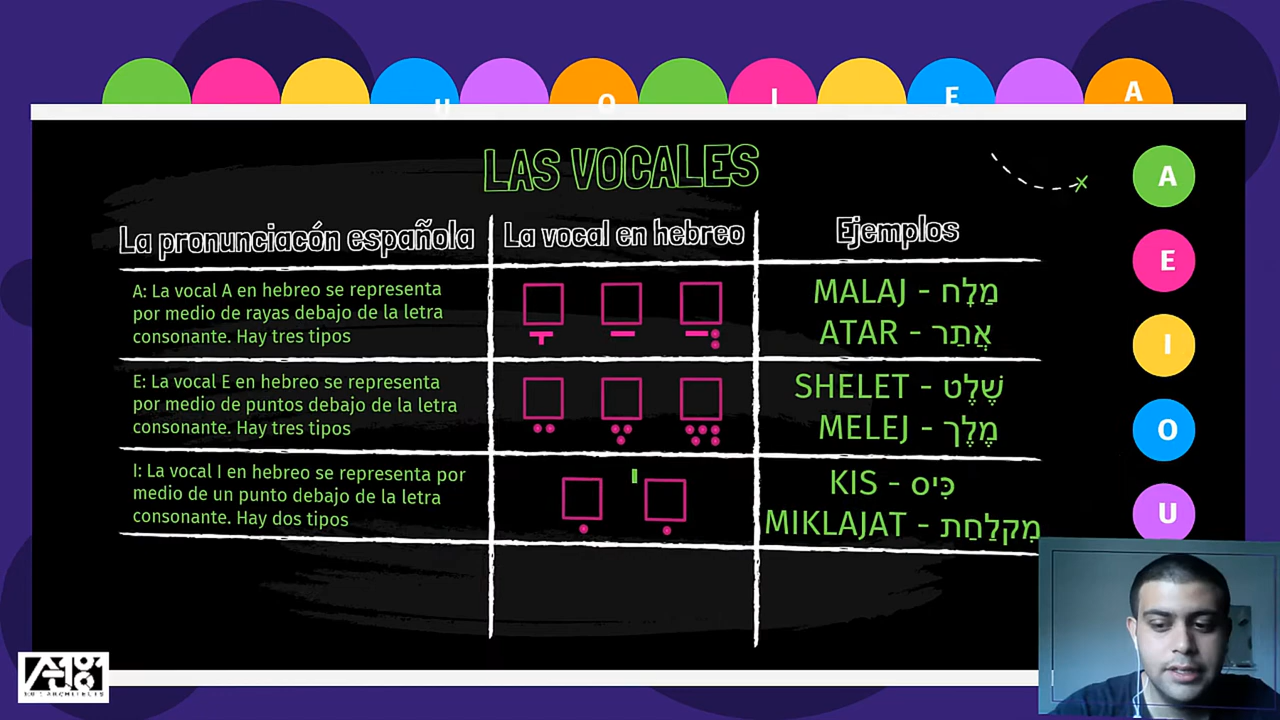 O I E A
LAS VOCALES
La pronunciacón española
La vocal en hebreo
Ejemplos
A: La vocal A en hebreo se representa
por medio de rayas debajo de la letra
consonante. Hay tres tipos
MALAJ - מַלָּח
ATAR - אֲתַר
E: La vocal E en hebreo se representa
por medio de puntos debajo de la letra
consonante. Hay tres tipos
SHELET - שֶׁלֶט
MELEJ - מֶלֶך
I: La vocal I en hebreo se representa por
medio de un punto debajo de la letra
consonante. Hay dos tipos
KIS - כִּיס
MIKLAJAT - מִקלַחַת
A
E
I
O
U